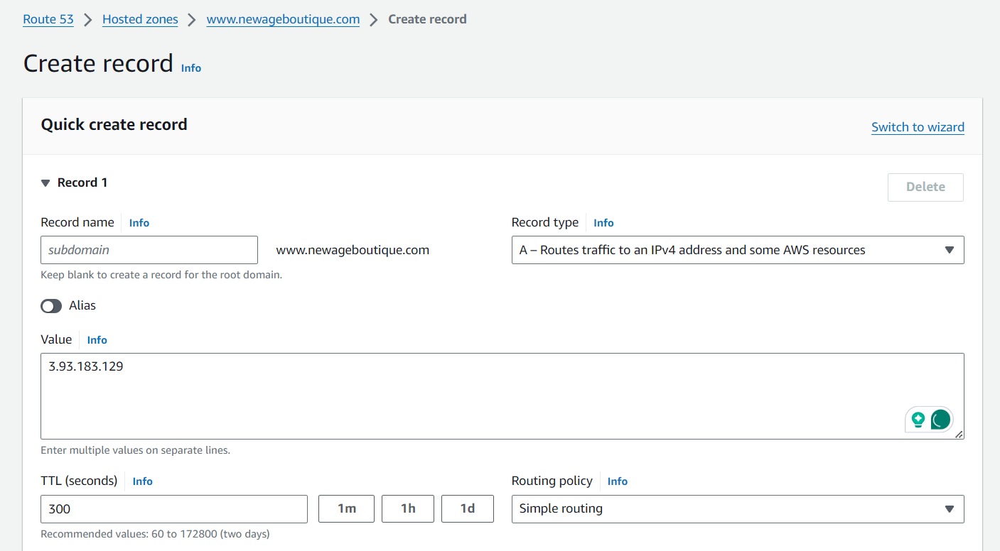 Route 53 > Hosted zones > www.newageboutique.com > Create record
Create record Info
Quick create record
Switch to wizard
Record 1
Delete
Record name Info
subdomain
www.newageboutique.com
Keep blank to create a record for the root domain.
Record type Info
A – Routes traffic to an IPv4 address and some AWS resources
Alias
Value Info
3.93.183.129
Enter multiple values on separate lines.
TTL (seconds) Info
300
1m 1h 1d
Recommended values: 60 to 172800 (two days)
Routing policy Info
Simple routing